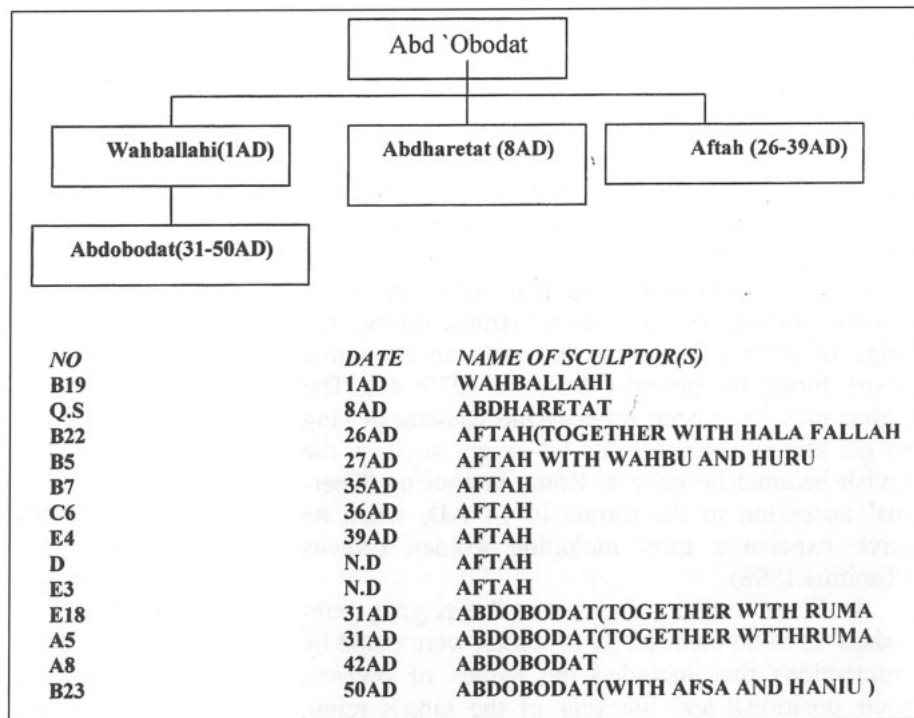 Abd `Obodat
Wahballahi(1AD) Abdharetat (8AD) Aftah (26-39AD)
Abdobodat(31-50AD)
NO DATE NAME OF SCULPTOR(S)
B19 1AD WAHBALLAHI
Q.S 8AD ABDHARETAT
B22 26AD AFTAH(TOGETHER WITH HALA FALLAH
B5 27AD AFTAH WITH WAHBU AND HURU
B7 35AD AFTAH
C6 36AD AFTAH
E4 39AD AFTAH
D N.D AFTAH
E3 N.D AFTAH
E18 31AD ABDOBODAT(TOGETHER WITH RUMA
A5 31AD ABDOBODAT(TOGETHER WTTHRUMA
A8 42AD ABDOBODAT
B23 50AD ABDOBODAT(WITH AFSA AND HANIU )